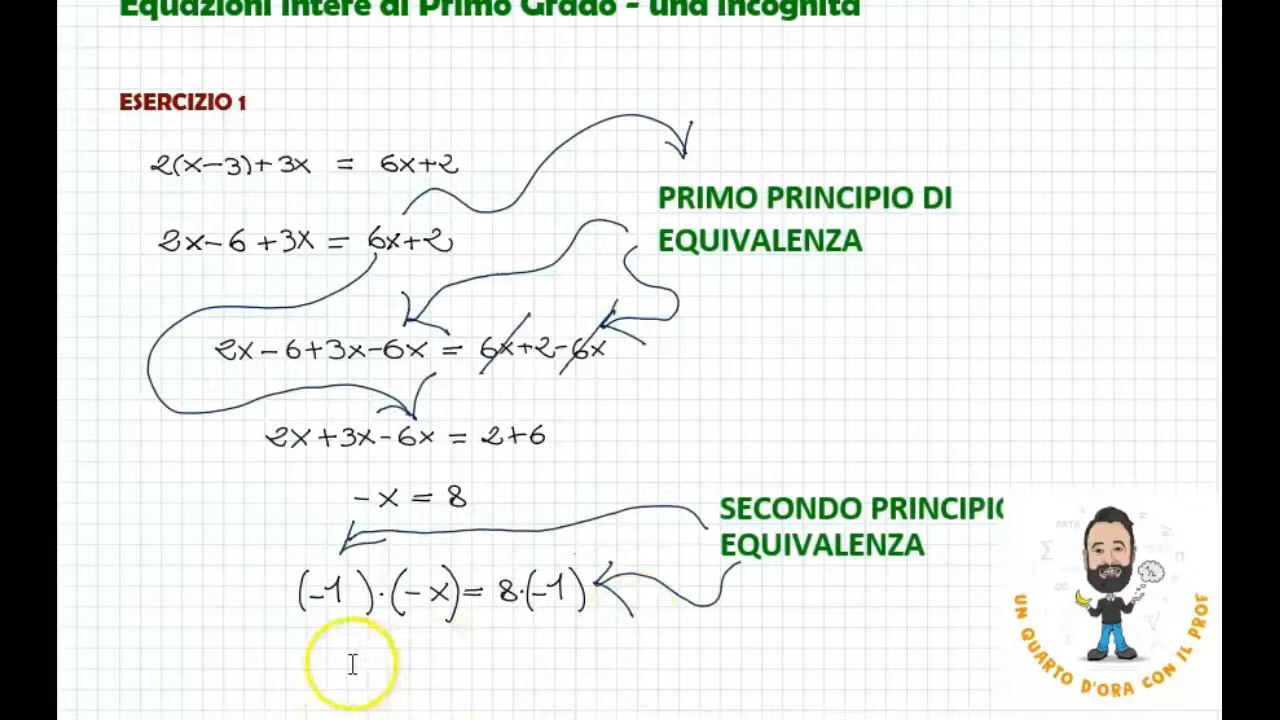 Equazioni Intere di Primo Grado - una Incognita
ESERCIZIO 1
2(x-3)+3x = 6x+2
2x-6+3x = 6x+2
PRIMO PRINCIPIO DI
EQUIVALENZA
2x-6+3x-6x = 6x+2-6x
2x+3x-6x = 2+6
-x = 8
SECONDO PRINCIPIO
EQUIVALENZA
(-1)·(-x) = 8·(-1)
UN QUARTO D'ORA CON IL PROF